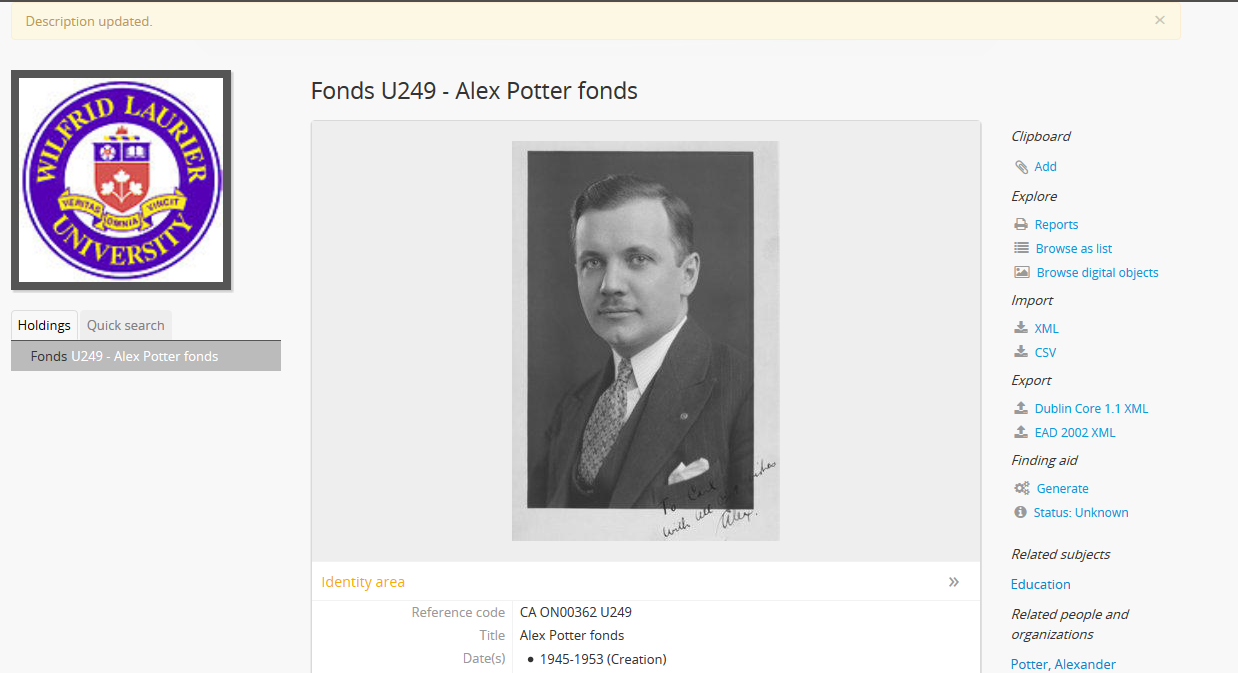 Description updated.
×
WILFRID LAURIER
VERITAS OMNIA VINCIT
UNIVERSITY
Holdings
Quick search
Fonds U249 - Alex Potter fonds
Fonds U249 - Alex Potter fonds
To Carl
with all wishes
Alex.
Identity area
»
Reference code CA ON00362 U249
Title Alex Potter fonds
Date(s) • 1945-1953 (Creation)
Clipboard
Add
Explore
Reports
Browse as list
Browse digital objects
Import
XML
CSV
Export
Dublin Core 1.1 XML
EAD 2002 XML
Finding aid
Generate
Status: Unknown
Related subjects
Education
Related people and
organizations
Potter, Alexander